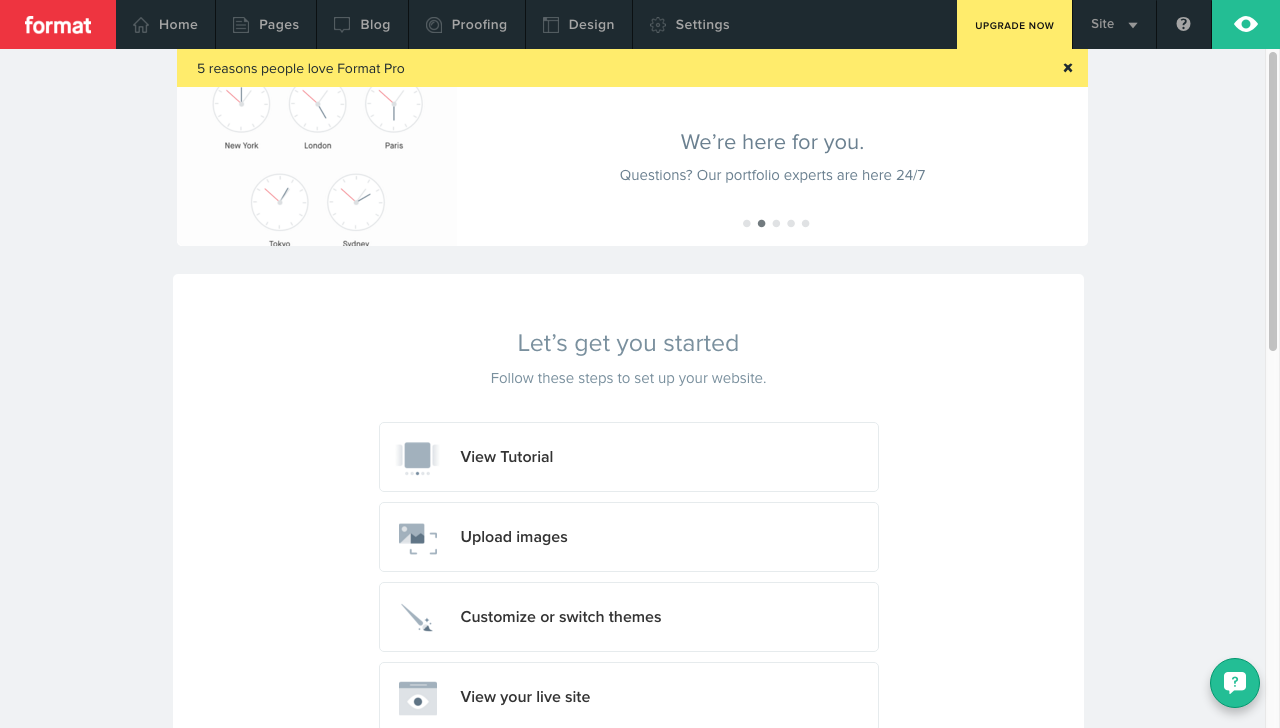 format
Home
Pages
Blog
Proofing
Design
Settings
UPGRADE NOW
Site
5 reasons people love Format Pro
New York
London
Paris
We’re here for you.
Questions? Our portfolio experts are here 24/7
Tokyo
Sydney
Let’s get you started
Follow these steps to set up your website.
View Tutorial
Upload images
Customize or switch themes
View your live site